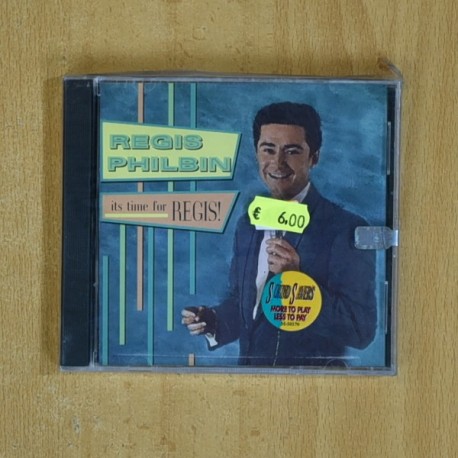 REGIS
PHILBIN
its time for REGIS!
€ 6,00
SOUND SAVERS
MORE TO PLAY
LESS TO PAY